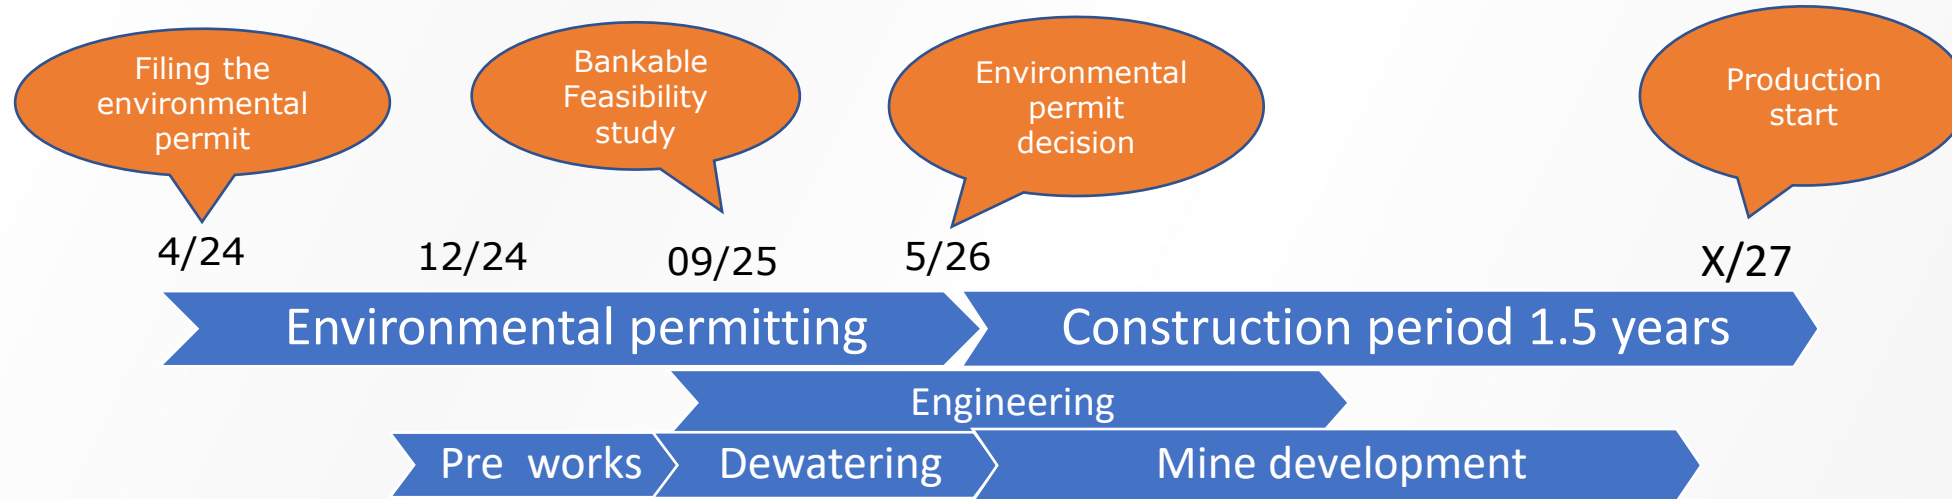 Filing the
environmental
permit
Bankable
Feasibility
study
Environmental
permit
decision
Production
start
4/24
12/24
09/25
5/26
X/27
Environmental permitting
Construction period 1.5 years
Engineering
Pre works
Dewatering
Mine development